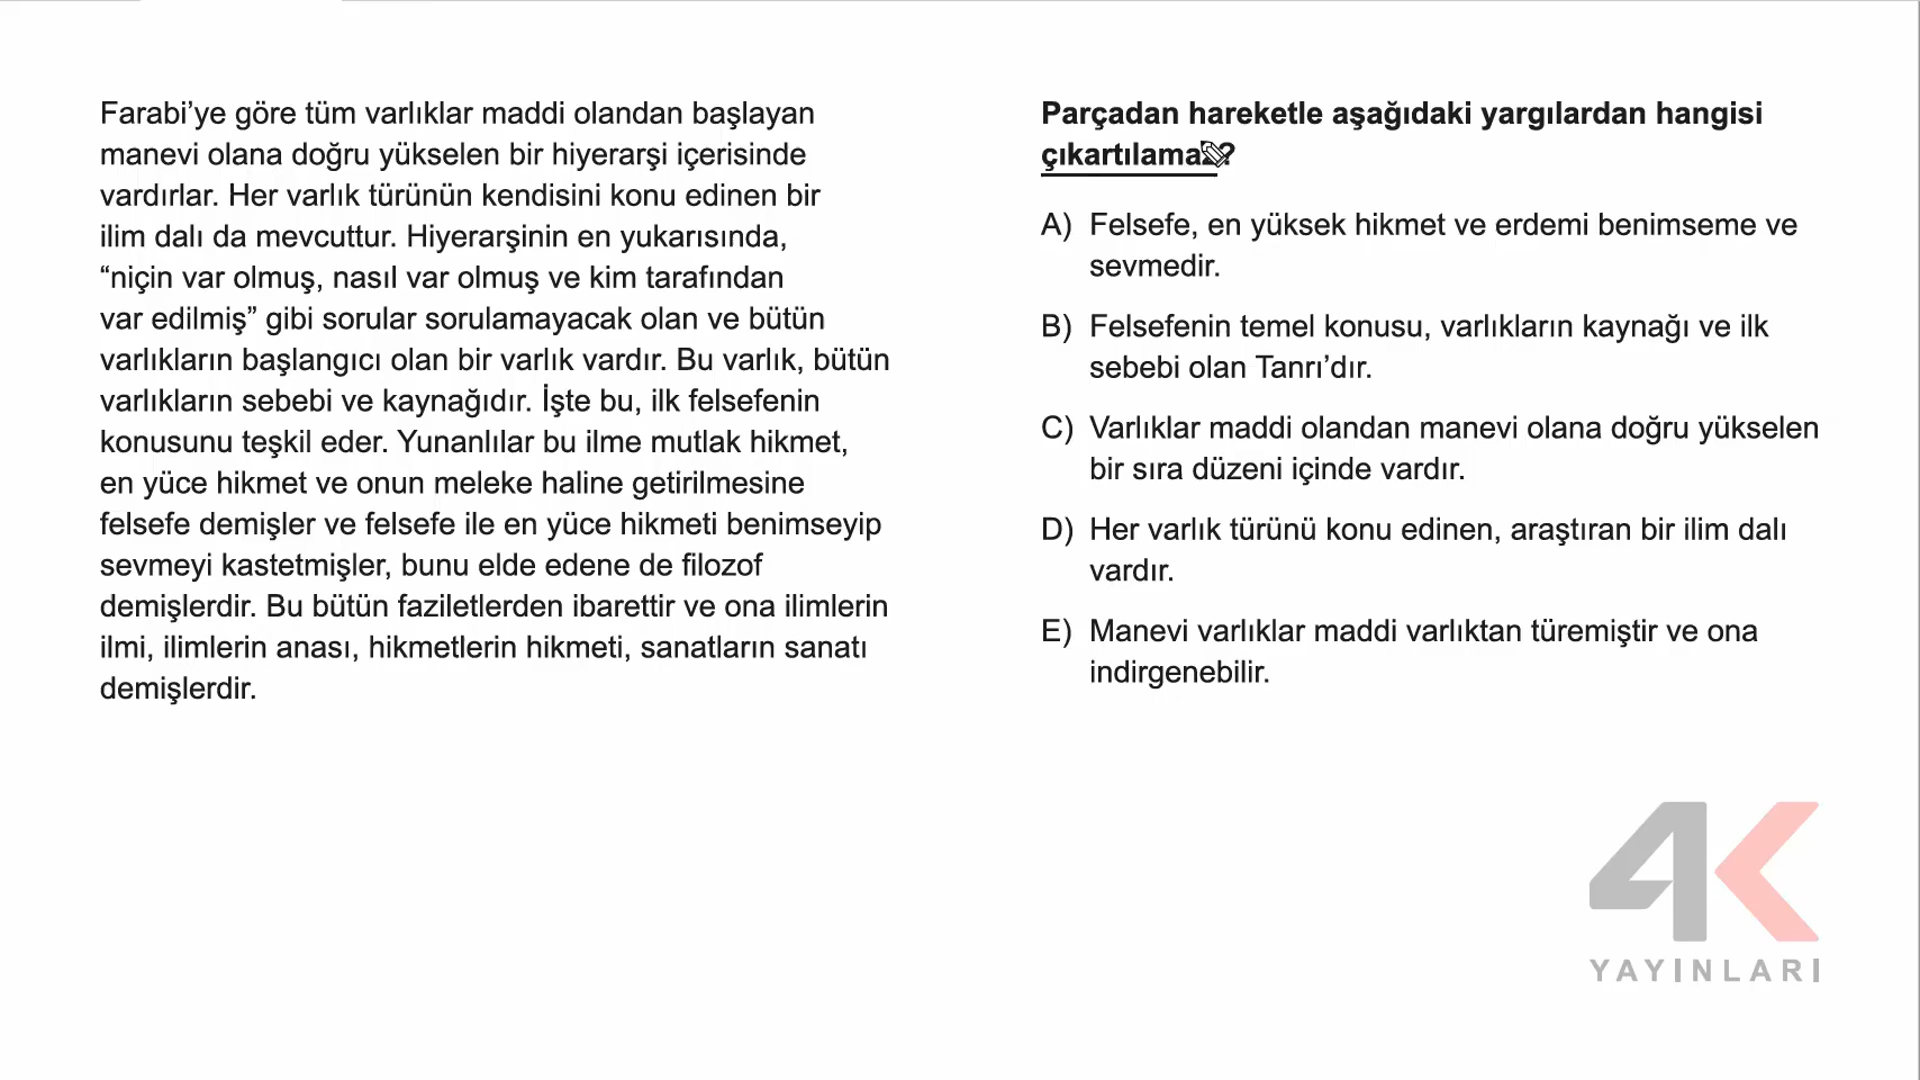 Farabi’ye göre tüm varlıklar maddi olandan başlayan
manevi olana doğru yükselen bir hiyerarşi içerisinde
vardırlar. Her varlık türünün kendisini konu edinen bir
ilim dalı da mevcuttur. Hiyerarşinin en yukarısında,
“niçin var olmuş, nasıl var olmuş ve kim tarafından
var edilmiş” gibi sorular sorulamayacak olan ve bütün
varlıkların başlangıcı olan bir varlık vardır. Bu varlık, bütün
varlıkların sebebi ve kaynağıdır. İşte bu, ilk felsefenin
konusunu teşkil eder. Yunanlılar bu ilme mutlak hikmet,
en yüce hikmet ve onun meleke haline getirilmesine
felsefe demişler ve felsefe ile en yüce hikmeti benimseyip
sevmeyi kastetmişler, bunu elde edene de filozof
demişlerdir. Bu bütün faziletlerden ibarettir ve ona ilimlerin
ilmi, ilimlerin anası, hikmetlerin hikmeti, sanatların sanatı
demişlerdir.
Parçadan hareketle aşağıdaki yargılardan hangisi
çıkartılamaz?
A) Felsefe, en yüksek hikmet ve erdemi benimseme ve
sevmedir.
B) Felsefenin temel konusu, varlıkların kaynağı ve ilk
sebebi olan Tanrı’dır.
C) Varlıklar maddi olandan manevi olana doğru yükselen
bir sıra düzeni içinde vardır.
D) Her varlık türünü konu edinen, araştıran bir ilim dalı
vardır.
E) Manevi varlıklar maddi varlıktan türemiştir ve ona
indirgenebilir.
4K
YAYINLARI